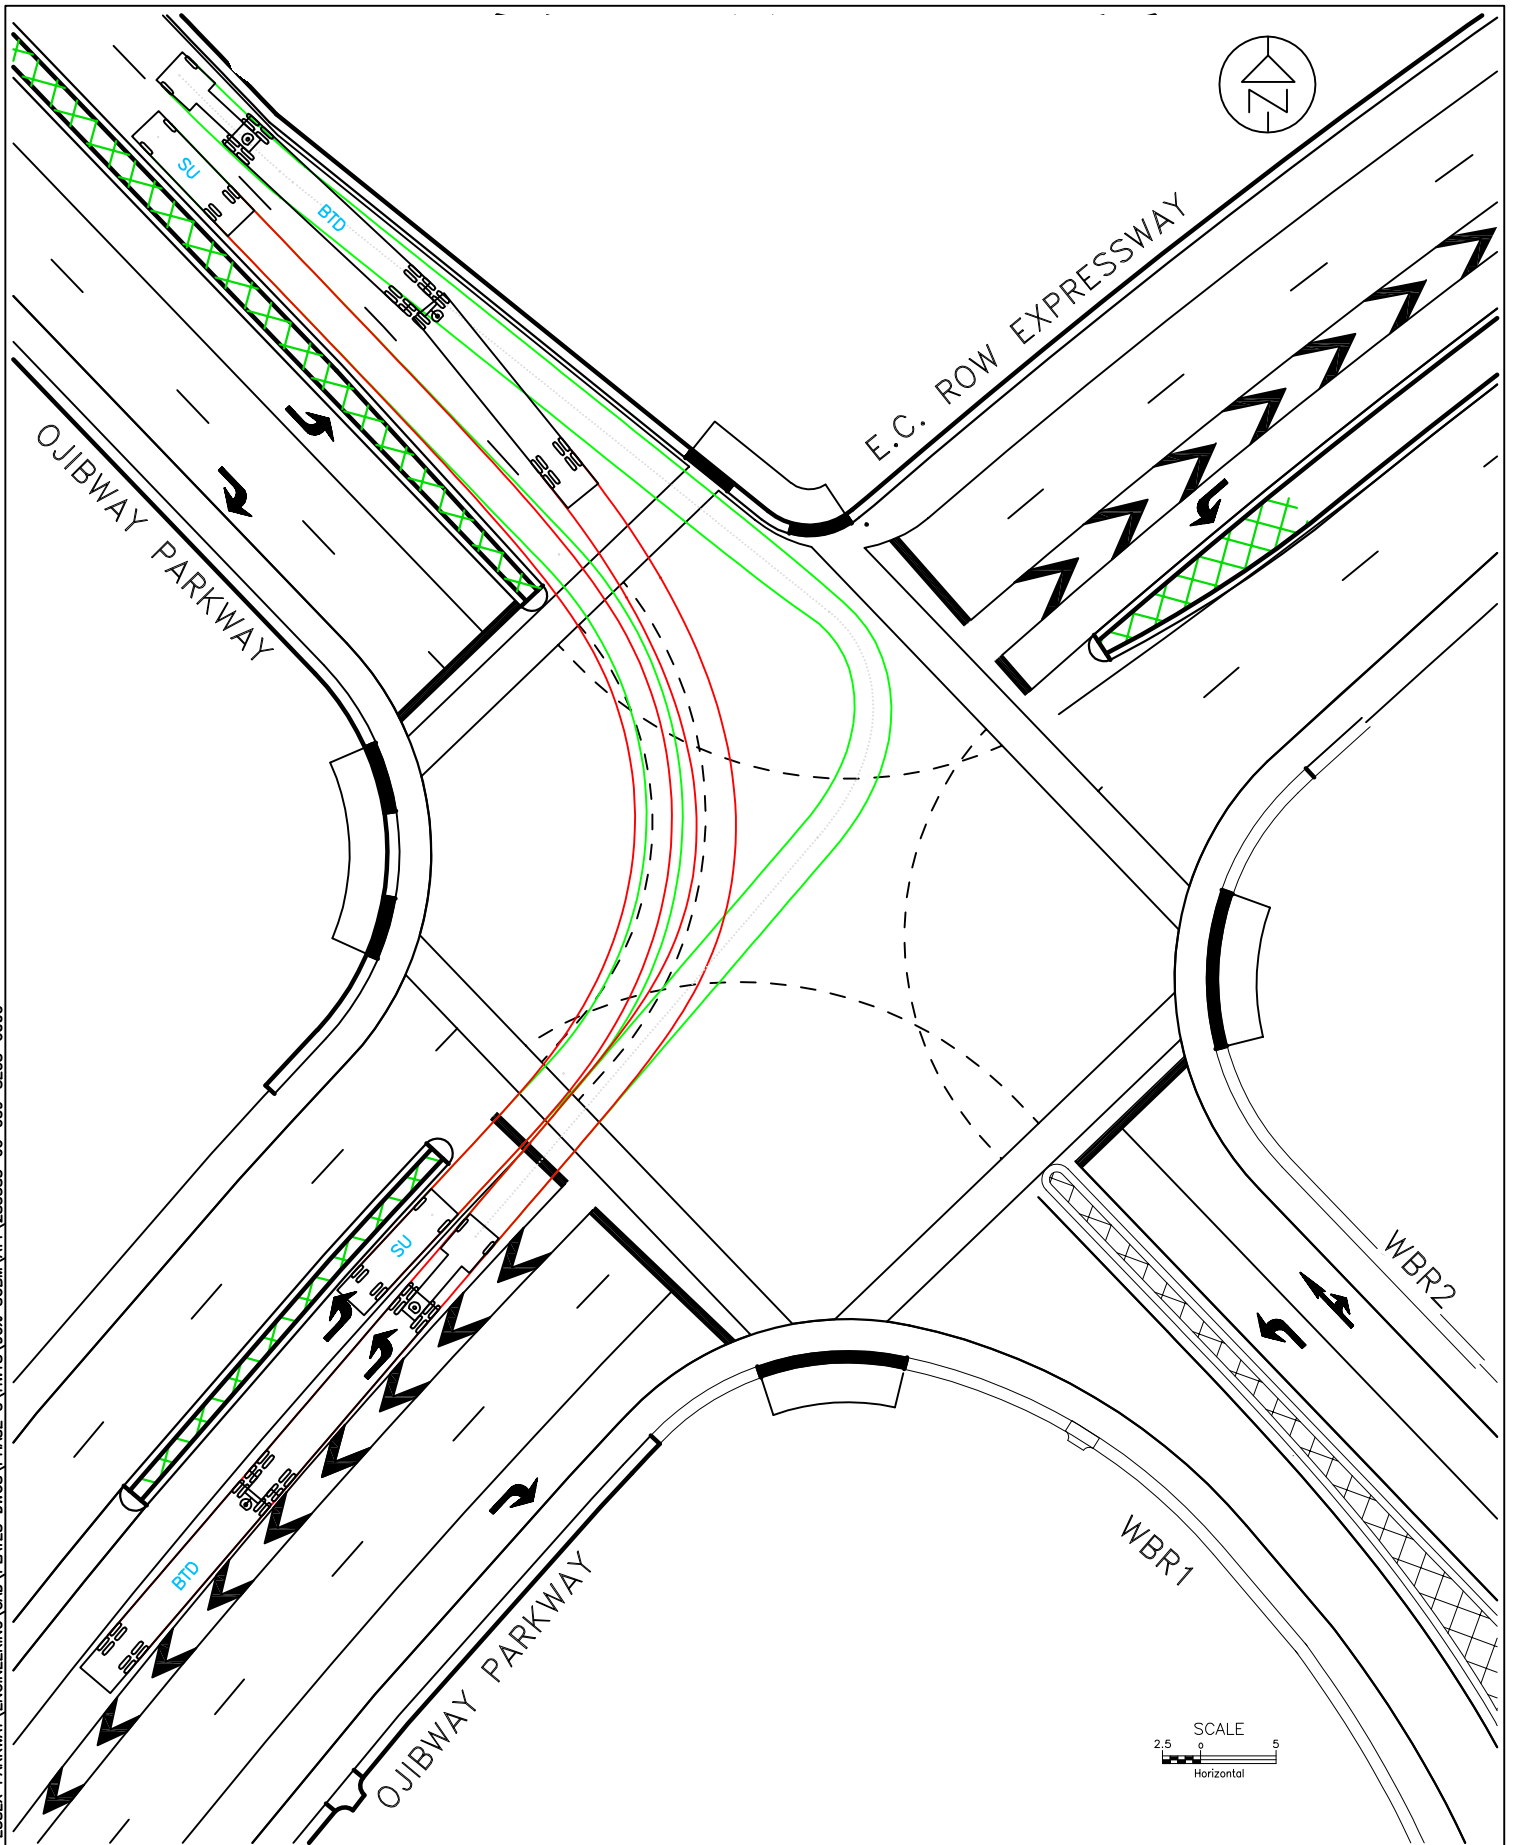 N
SU
BTD
E.C. ROW EXPRESSWAY
OJIBWAY PARKWAY
SU
BTD
WBR2
WBR1
OJIBWAY PARKWAY
SCALE
2.5 0 5
Horizontal